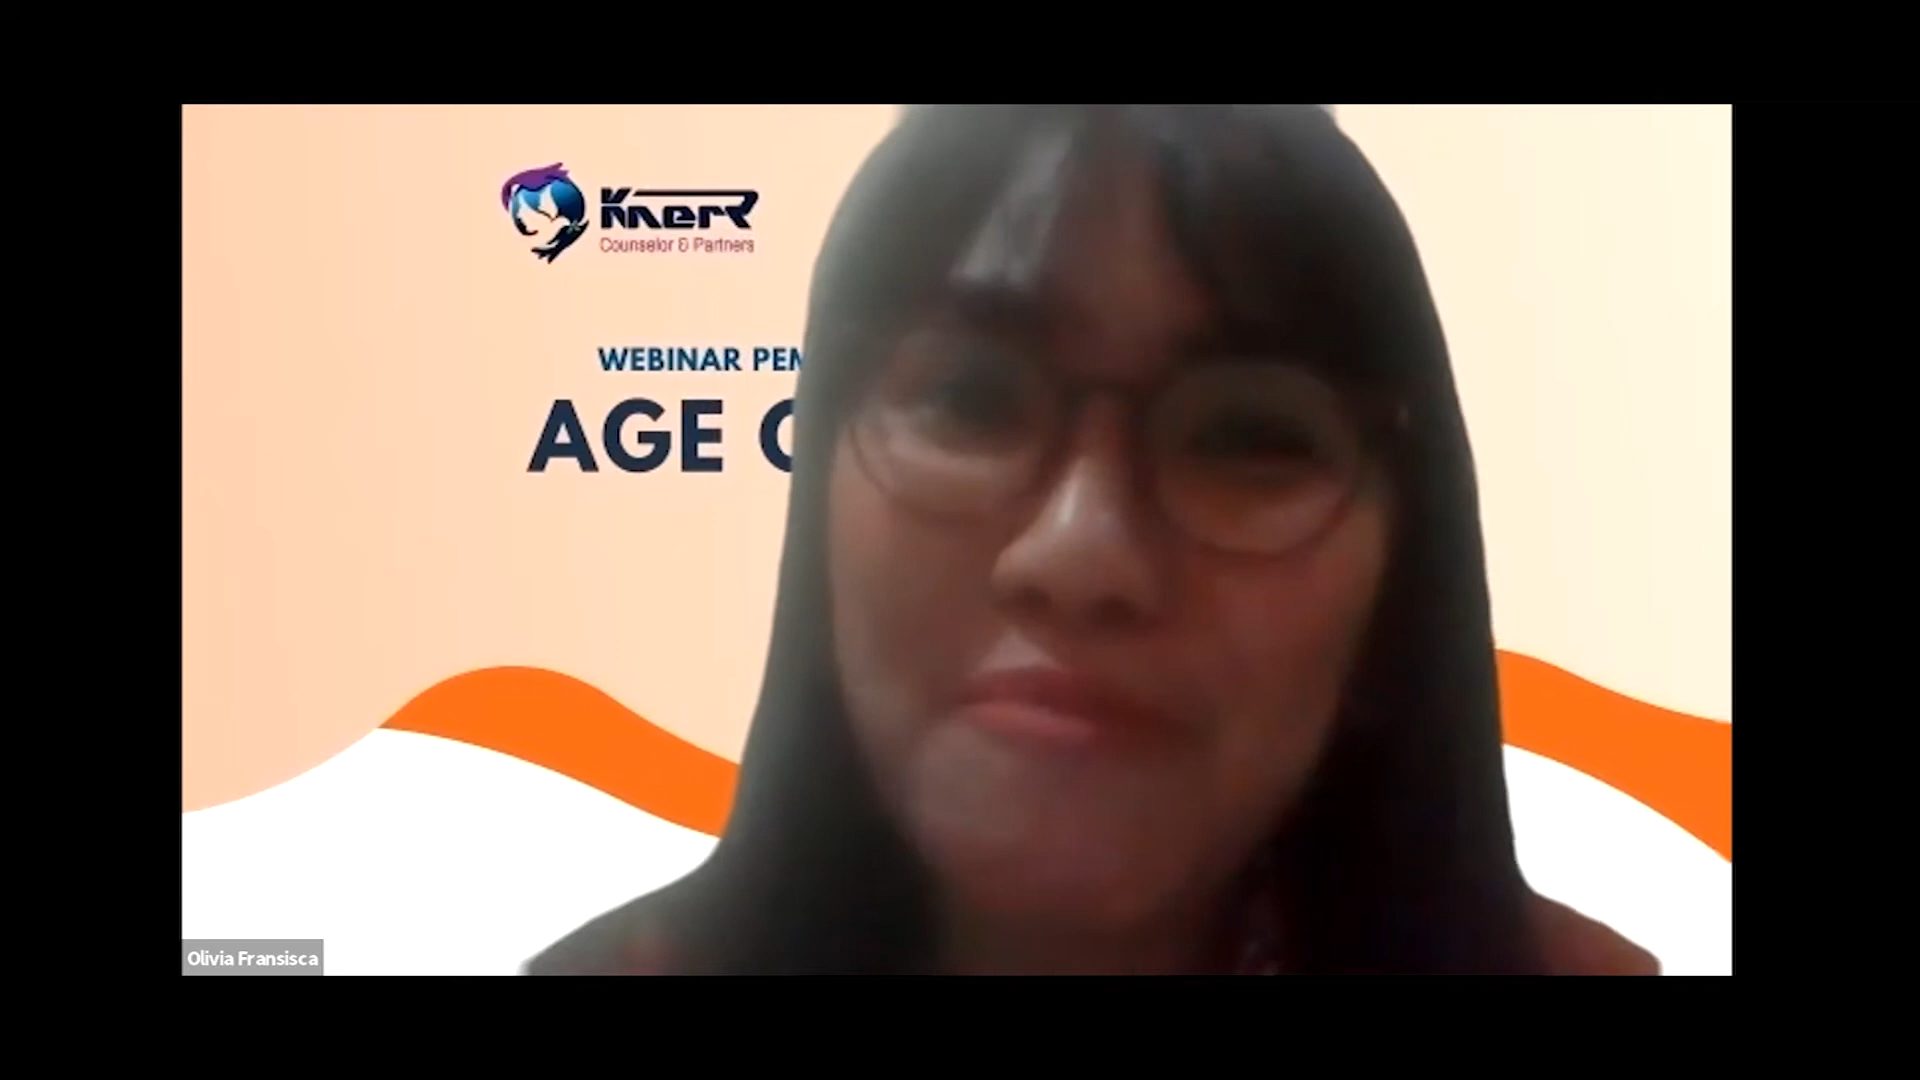 KnerR
Counselor & Partners
WEBINAR PEM
AGE
Olivia Fransisca